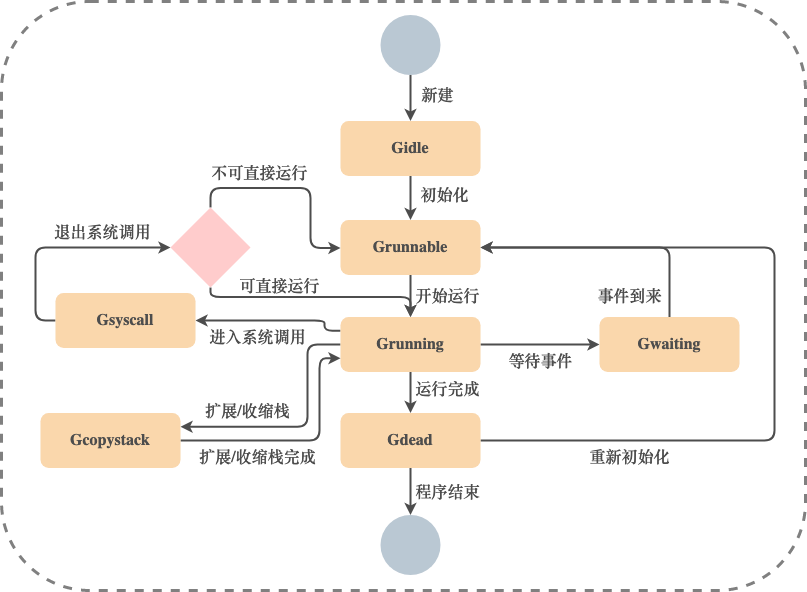 新建
Gidle
不可直接运行
初始化
退出系统调用
Grunnable
可直接运行
开始运行
事件到来
Gsyscall
进入系统调用
Grunning
等待事件
Gwaiting
运行完成
扩展/收缩栈
Gcopystack
Gdead
扩展/收缩栈完成
重新初始化
程序结束